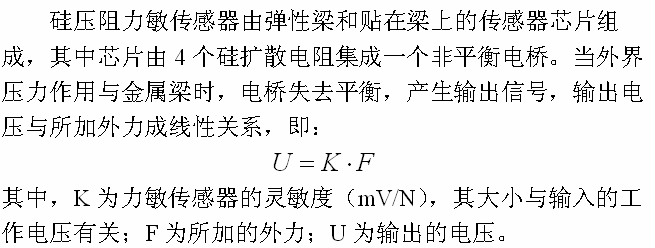 硅压阻力敏传感器由弹性梁和贴在梁上的传感器芯片组
成，其中芯片由 4 个硅扩散电阻集成一个非平衡电桥。当外界
压力作用与金属梁时，电桥失去平衡，产生输出信号，输出电
压与所加外力成线性关系，即：
U = K · F
其中，K 为力敏传感器的灵敏度（mV/N），其大小与输入的工
作电压有关；F 为所加的外力；U 为输出的电压。